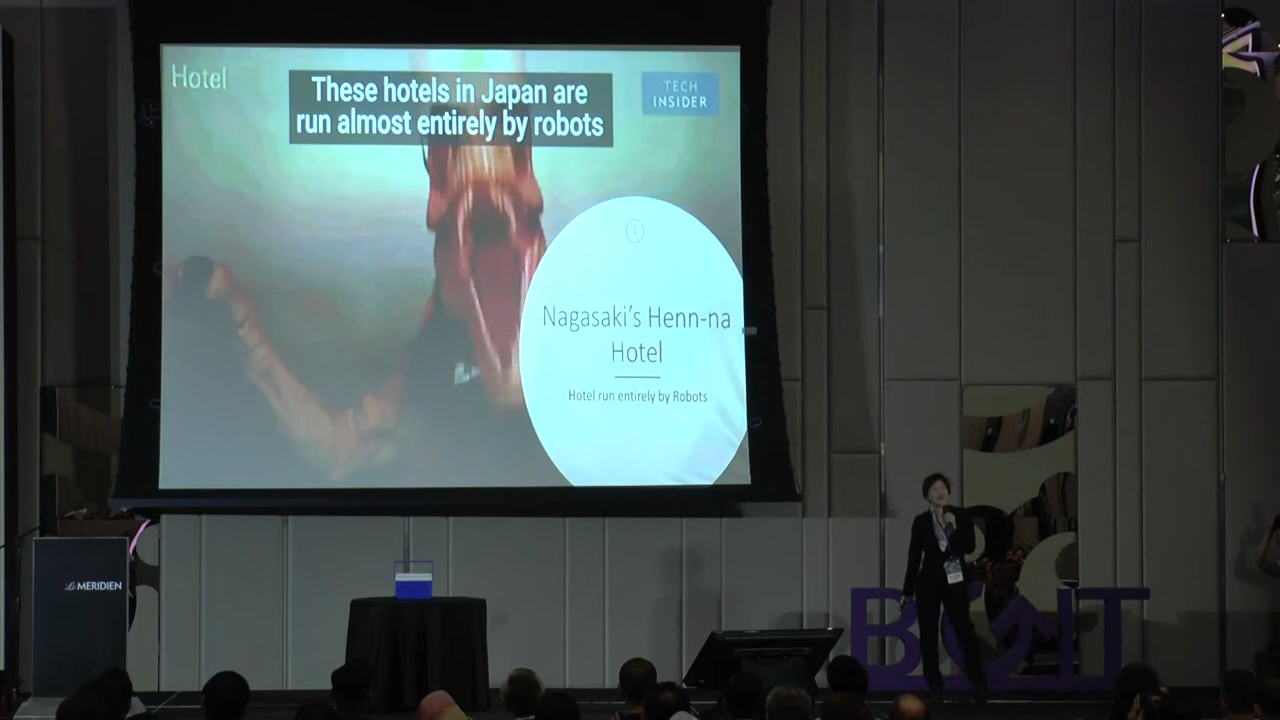 Hotel
These hotels in Japan are
run almost entirely by robots
TECH
INSIDER
Nagasaki's Henn-na
Hotel
Hotel run entirely by Robots
Le MERIDIEN